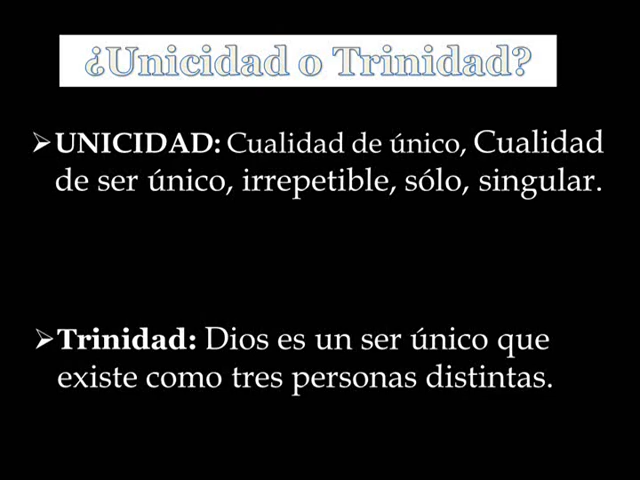 ¿Unicidad o Trinidad?
➢UNICIDAD: Cualidad de único, Cualidad
de ser único, irrepetible, sólo, singular.
➢Trinidad: Dios es un ser único que
existe como tres personas distintas.